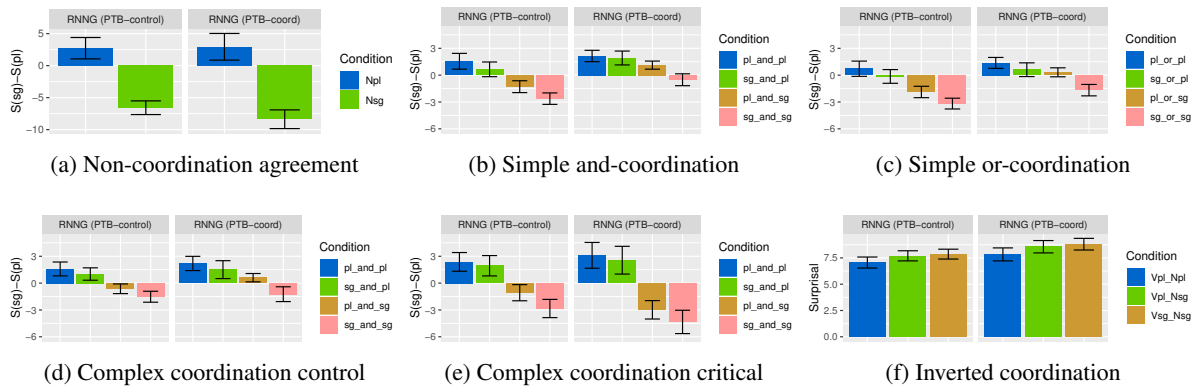 RNNG (PTB−control) RNNG (PTB−coord)
S(sg)−S(pl)
5
0
−5
−10
Condition
Npl
Nsg
(a) Non-coordination agreement
RNNG (PTB−control) RNNG (PTB−coord)
S(sg)−S(pl)
3
0
−3
−6
Condition
pl_and_pl
sg_and_pl
pl_and_sg
sg_and_sg
(b) Simple and-coordination
RNNG (PTB−control) RNNG (PTB−coord)
S(sg)−S(pl)
3
0
−3
−6
Condition
pl_or_pl
sg_or_pl
pl_or_sg
sg_or_sg
(c) Simple or-coordination
RNNG (PTB−control) RNNG (PTB−coord)
S(sg)−S(pl)
3
0
−3
−6
Condition
pl_and_pl
sg_and_pl
pl_and_sg
sg_and_sg
(d) Complex coordination control
RNNG (PTB−control) RNNG (PTB−coord)
S(sg)−S(pl)
3
0
−3
−6
Condition
pl_and_pl
sg_and_pl
pl_and_sg
sg_and_sg
(e) Complex coordination critical
RNNG (PTB−control) RNNG (PTB−coord)
Surprisal
7.5
5.0
2.5
0.0
Condition
Vpl_Npl
Vpl_Nsg
Vsg_Nsg
(f) Inverted coordination